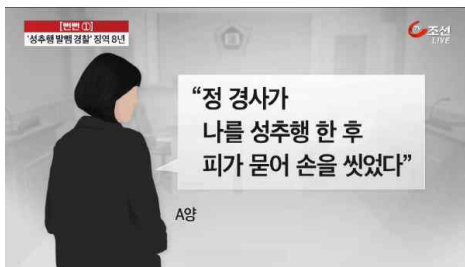 [뻔뻔 ①]
'성추행 발뺌 경찰' 징역 8년
조선
LIVE
“정 경사가
나를 성추행 한 후
피가 묻어 손을 씻었다”
A양